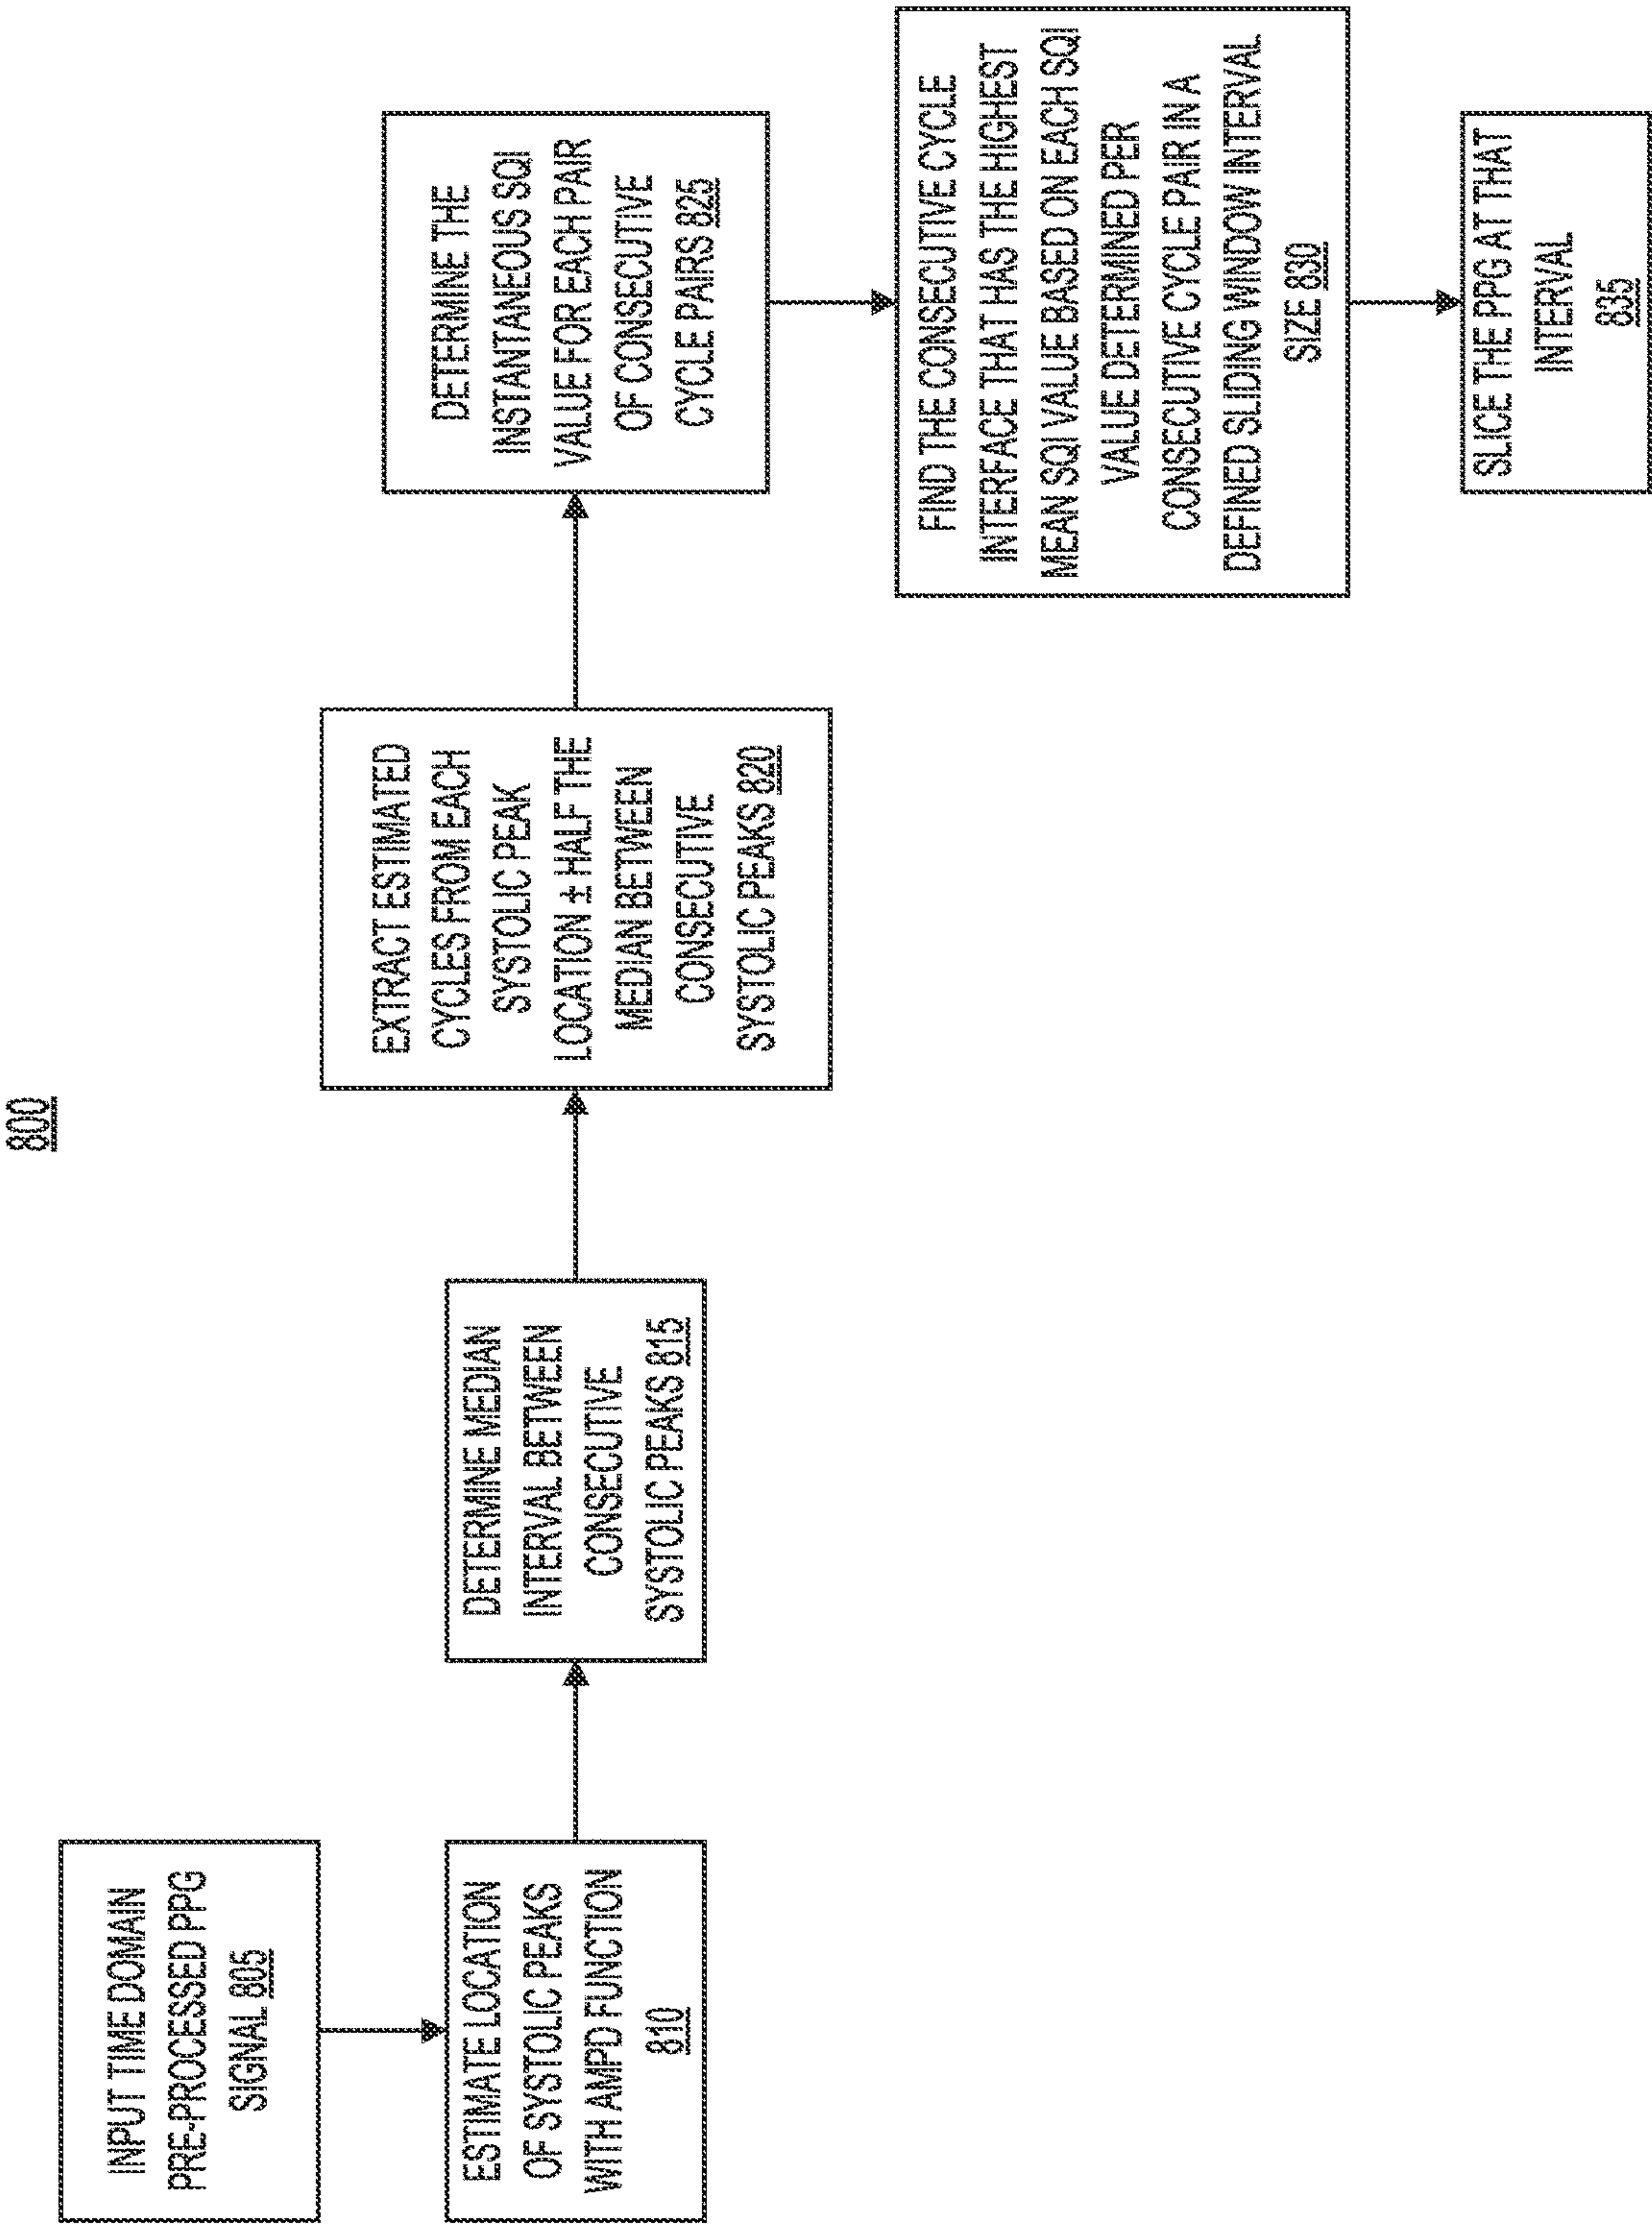 800
INPUT TIME DOMAIN
PRE-PROCESSED PPG
SIGNAL 805
ESTIMATE LOCATION
OF SYSTOLIC PEAKS
WITH AMPD FUNCTION
810
DETERMINE MEDIAN
INTERVAL BETWEEN
CONSECUTIVE
SYSTOLIC PEAKS 815
EXTRACT ESTIMATED
CYCLES FROM EACH
SYSTOLIC PEAK
LOCATION ± HALF THE
MEDIAN BETWEEN
CONSECUTIVE
SYSTOLIC PEAKS 820
DETERMINE THE
INSTANTANEOUS SQI
VALUE FOR EACH PAIR
OF CONSECUTIVE
CYCLE PAIRS 825
FIND THE CONSECUTIVE CYCLE
INTERFACE THAT HAS THE HIGHEST
MEAN SQI VALUE BASED ON EACH SQI
VALUE DETERMINED PER
CONSECUTIVE CYCLE PAIR IN A
DEFINED SLIDING WINDOW INTERVAL
SIZE 830
SLICE THE PPG AT THAT
INTERVAL
835